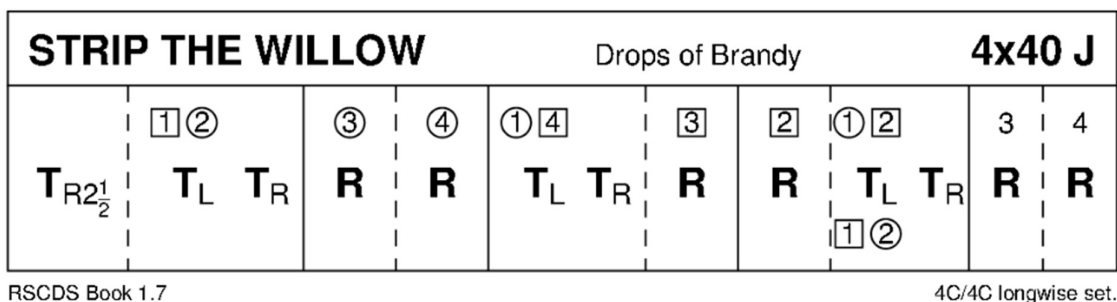 STRIP THE WILLOW Drops of Brandy 4x40 J
1 2 3 4 1 4 3 2 1 2 3 4
TR2½ TL TR R R TL TR R R TL TR R R
1 2
RSCDS Book 1.7 4C/4C longwise set.